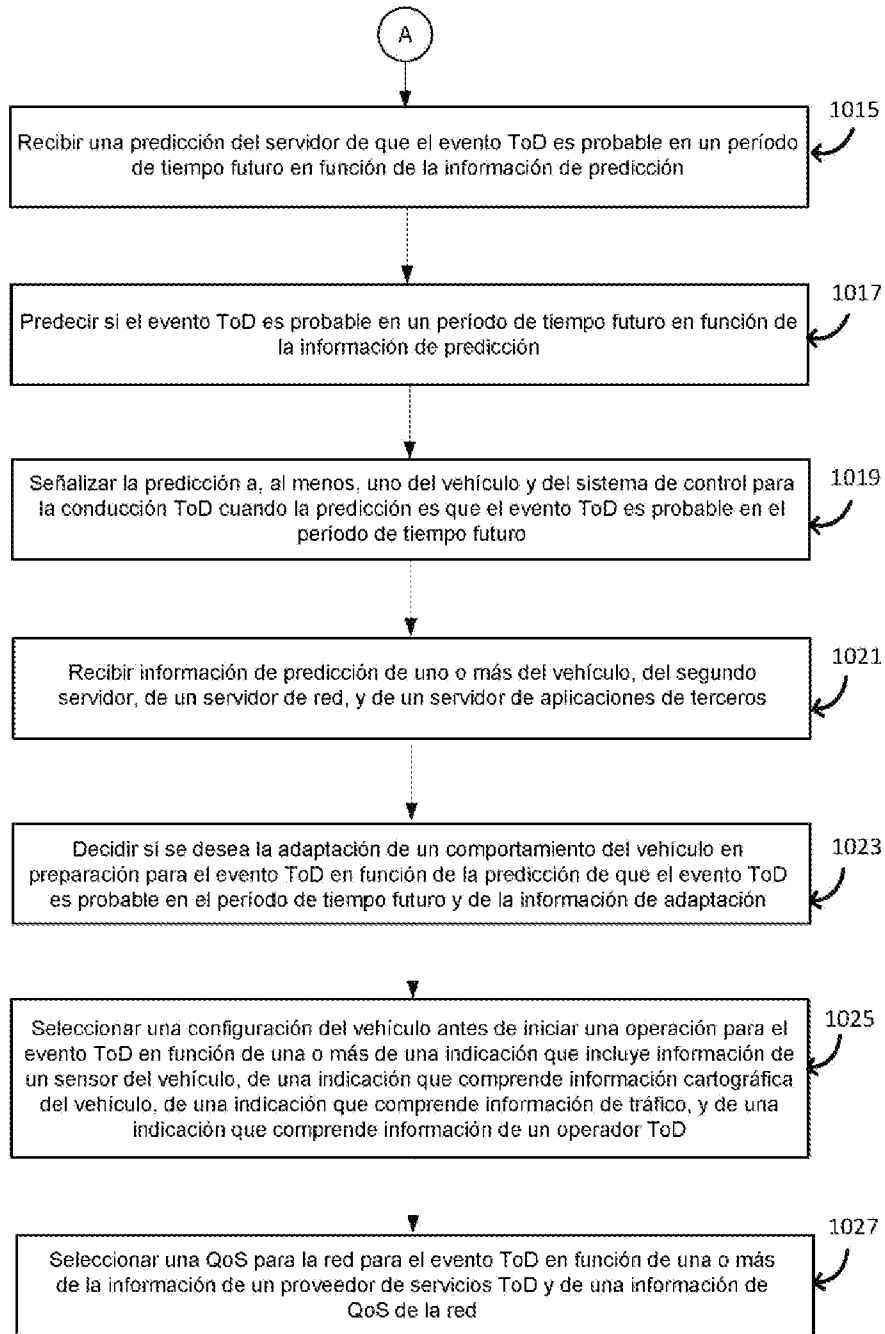 A
1015
Recibir una predicción del servidor de que el evento ToD es probable en un período
de tiempo futuro en función de la información de predicción
1017
Predecir si el evento ToD es probable en un período de tiempo futuro en función de
la información de predicción
1019
Señalizar la predicción a, al menos, uno del vehículo y del sistema de control para
la conducción ToD cuando la predicción es que el evento ToD es probable en el
período de tiempo futuro
1021
Recibir información de predicción de uno o más del vehículo, del segundo
servidor, de un servidor de red, y de un servidor de aplicaciones de terceros
1023
Decidir si se desea la adaptación de un comportamiento del vehículo en
preparación para el evento ToD en función de la predicción de que el evento ToD
es probable en el período de tiempo futuro y de la información de adaptación
1025
Seleccionar una configuración del vehículo antes de iniciar una operación para el
evento ToD en función de una o más de una indicación que incluye información de
un sensor del vehículo, de una indicación que comprende información cartográfica
del vehículo, de una indicación que comprende información de tráfico, y de una
indicación que comprende información de un operador ToD
1027
Seleccionar una QoS para la red para el evento ToD en función de una o más
de la información de un proveedor de servicios ToD y de una información de
QoS de la red